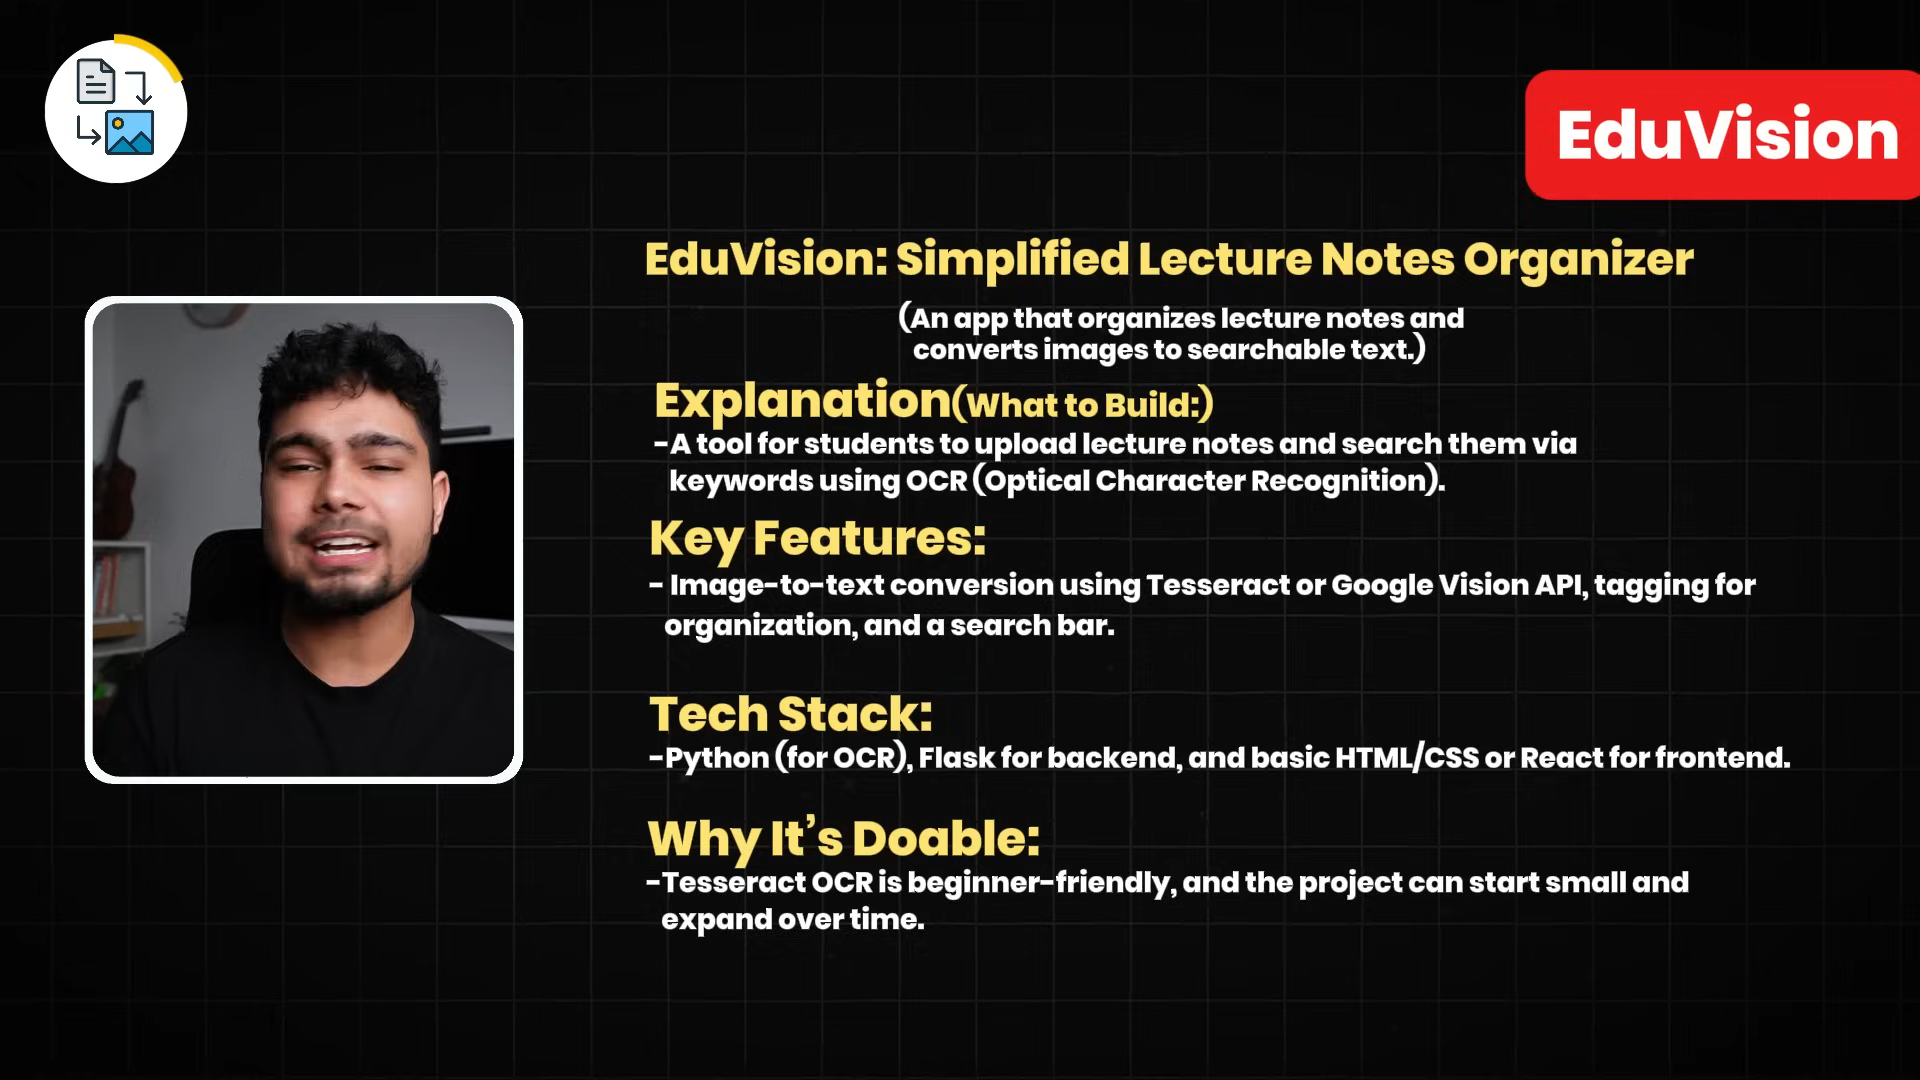 EduVision
EduVision: Simplified Lecture Notes Organizer
(An app that organizes lecture notes and
converts images to searchable text.)
Explanation(What to Build:)
-A tool for students to upload lecture notes and search them via
keywords using OCR (Optical Character Recognition).
Key Features:
- Image-to-text conversion using Tesseract or Google Vision API, tagging for
organization, and a search bar.
Tech Stack:
-Python (for OCR), Flask for backend, and basic HTML/CSS or React for frontend.
Why It’s Doable:
-Tesseract OCR is beginner-friendly, and the project can start small and
expand over time.